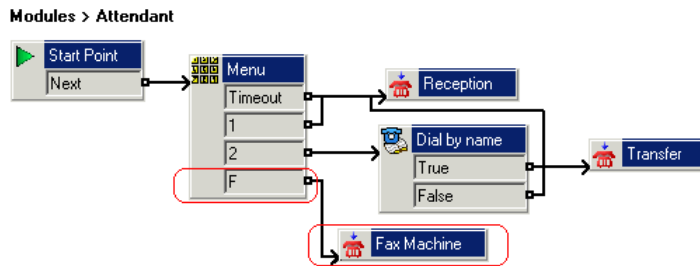 Modules > Attendant
Start Point
Next
Menu
Timeout
1
2
F
Reception
Dial by name
True
False
Transfer
Fax Machine